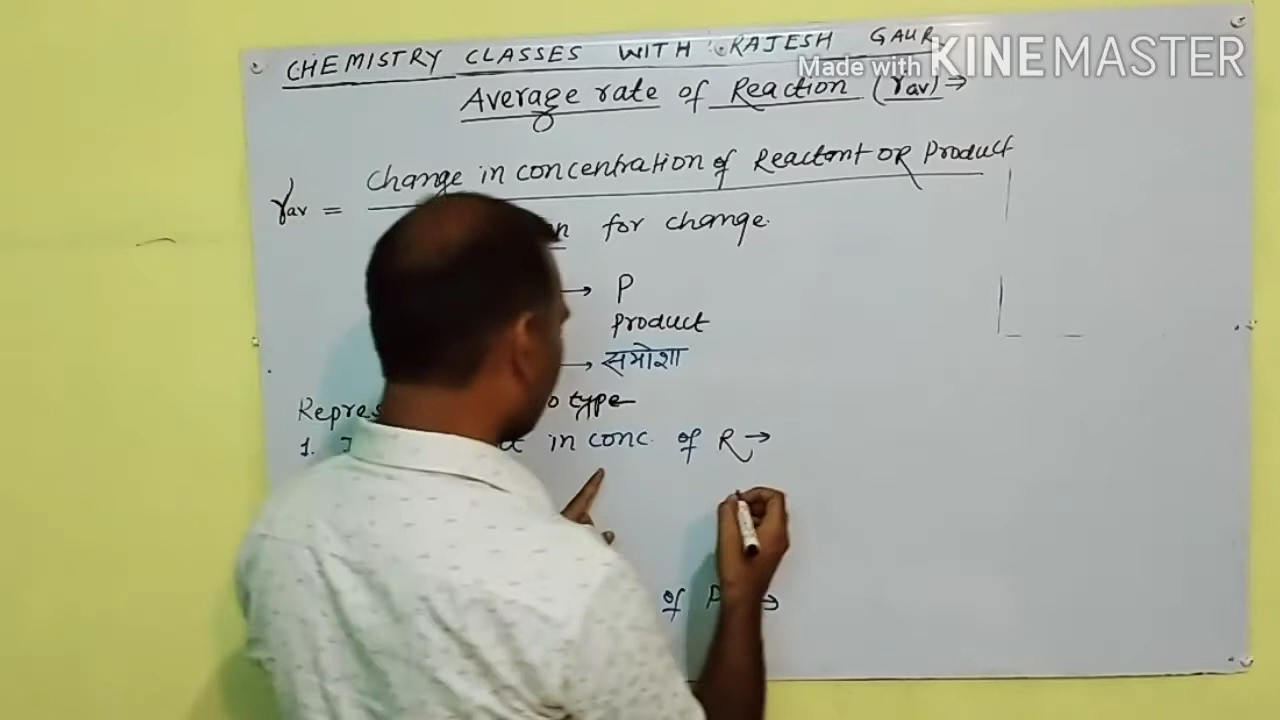 CHEMISTRY CLASSES WITH RAJESH GAUR
Made with KINEMASTER
Average rate of Reaction (rav) →
Change in concentration of Reactant OR Product
rav =
for change.
→ P
Product
→ समोशा
type
1. in conc. of R →
of P →